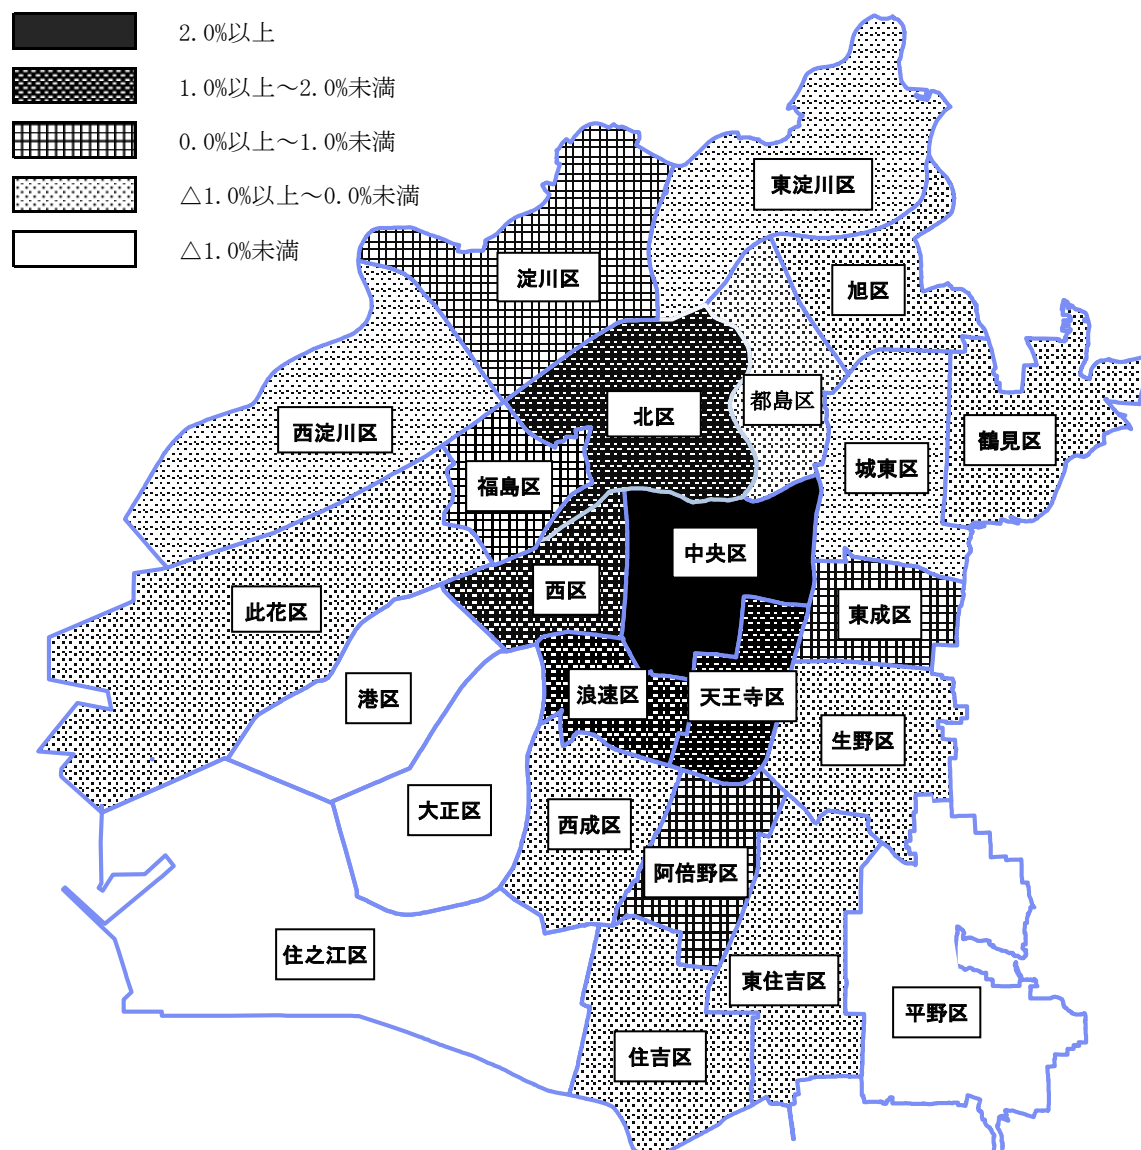 2.0%以上
1.0%以上～2.0%未満
0.0%以上～1.0%未満
△1.0%以上～0.0%未満
△1.0%未満
東淀川区
淀川区
旭区
西淀川区
北区
都島区
鶴見区
城東区
福島区
中央区
西区
此花区
東成区
港区
浪速区
天王寺区
生野区
大正区
西成区
阿倍野区
住之江区
東住吉区
平野区
住吉区